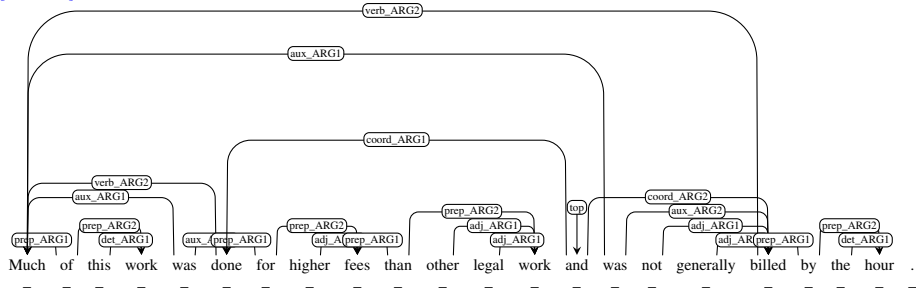 verb_ARG2
aux_ARG1
coord_ARG1
verb_ARG2
aux_ARG1 coord_ARG2
top
prep_ARG2 aux_ARG2
prep_ARG2 prep_ARG2 adj_ARG1 adj_ARG1 prep_ARG2
prep_ARG1 det_ARG1 prep_ARG1 prep_ARG1 adj_ARG1 prep_ARG1 det_ARG1
Much of this work was done for higher fees than other legal work and was not generally billed by the hour .
_ _ _ _ _ _ _ _ _ _ _ _ _ _ _ _ _ _ _ _ _ _